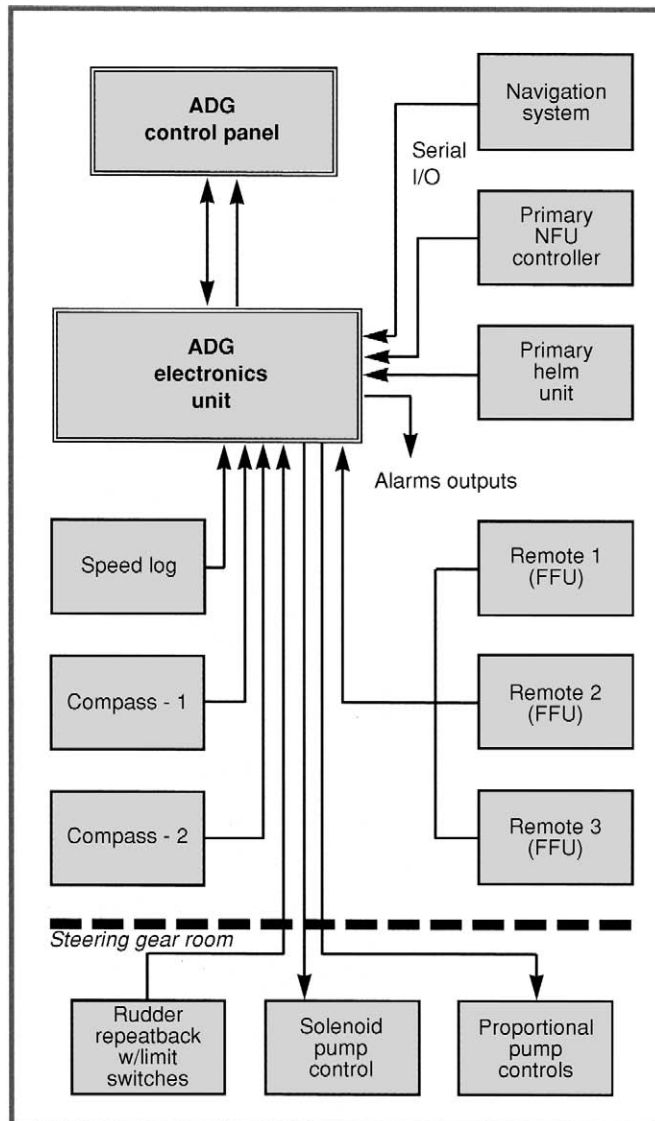 ADG
control panel
Navigation
system
Serial
I/O
Primary
NFU
controller
ADG
electronics
unit
Primary
helm
unit
Alarms outputs
Speed log
Remote 1
(FFU)
Compass - 1
Remote 2
(FFU)
Compass - 2
Remote 3
(FFU)
Steering gear room
Rudder
repeatback
w/limit
switches
Solenoid
pump
control
Proportional
pump
controls